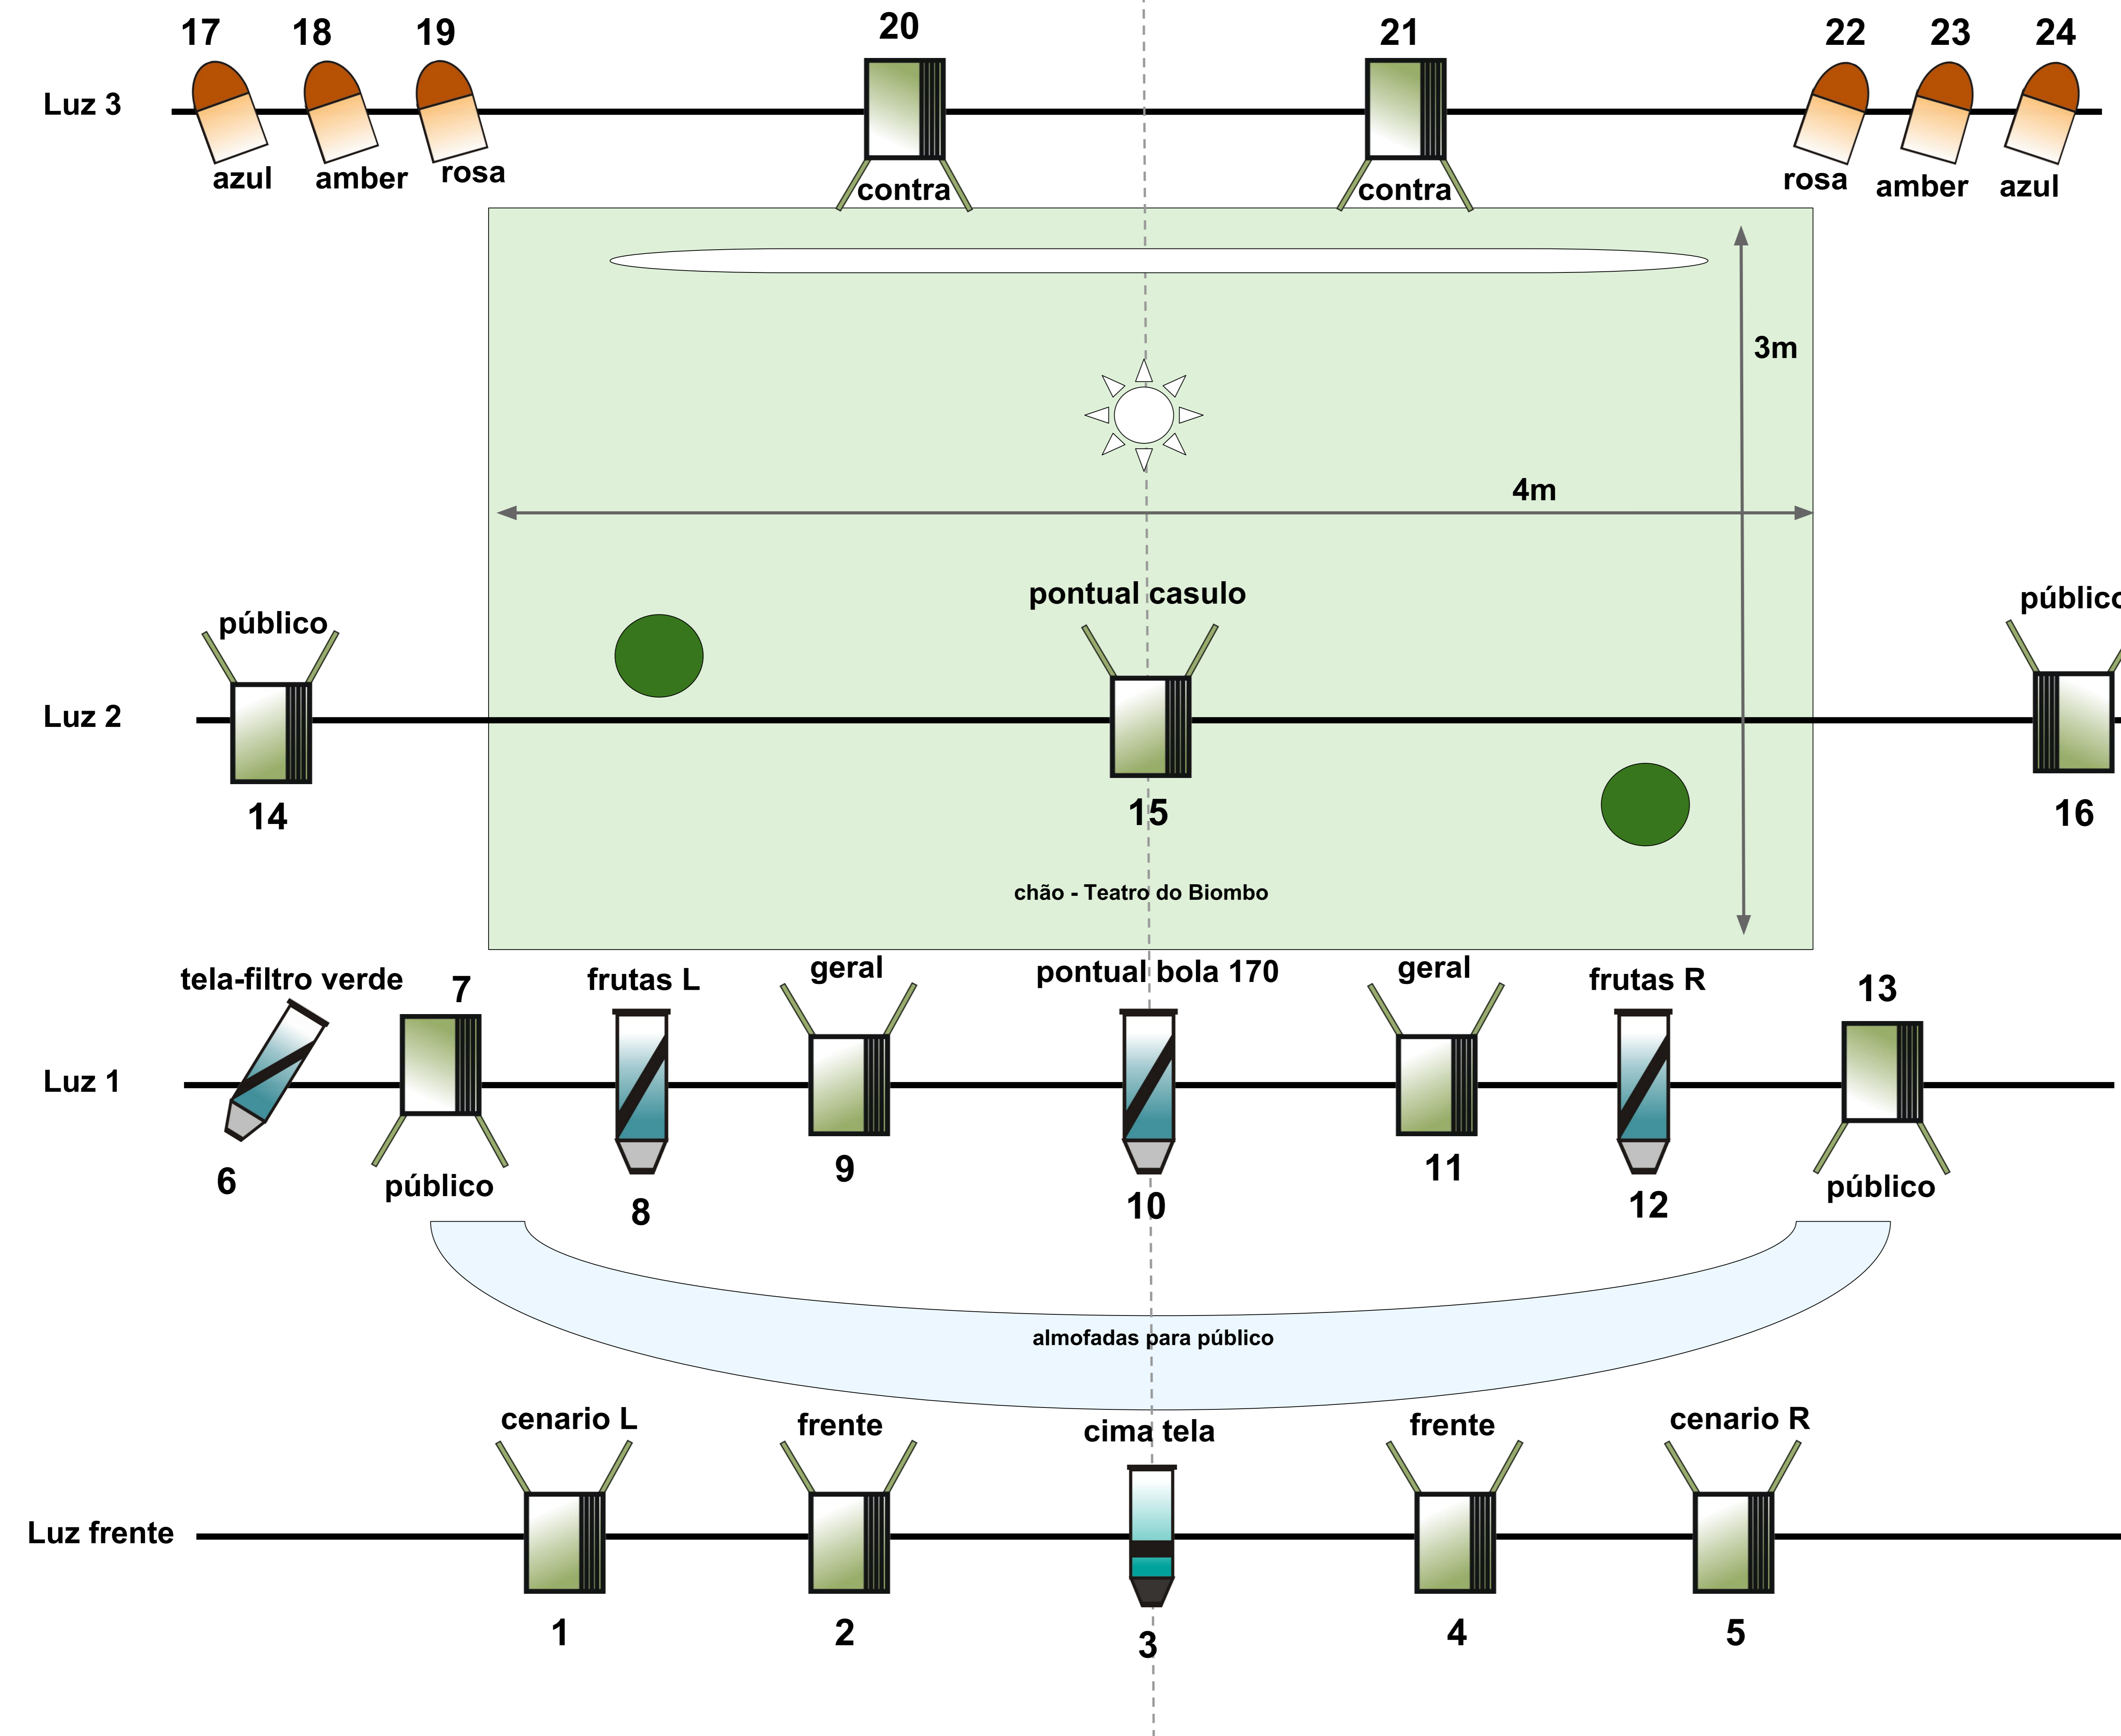 17 18 19 20 21 22 23 24
Luz 3
azul amber rosa contra contra rosa amber azul
3m
4m
pontual casulo
público público
Luz 2
14 15 16
chão - Teatro do Biombo
tela-filtro verde 7 frutas L geral pontual bola 170 geral frutas R 13
Luz 1
6 público 8 9 10 11 12 público
almofadas para público
cenario L frente cima tela frente cenario R
Luz frente
1 2 3 4 5